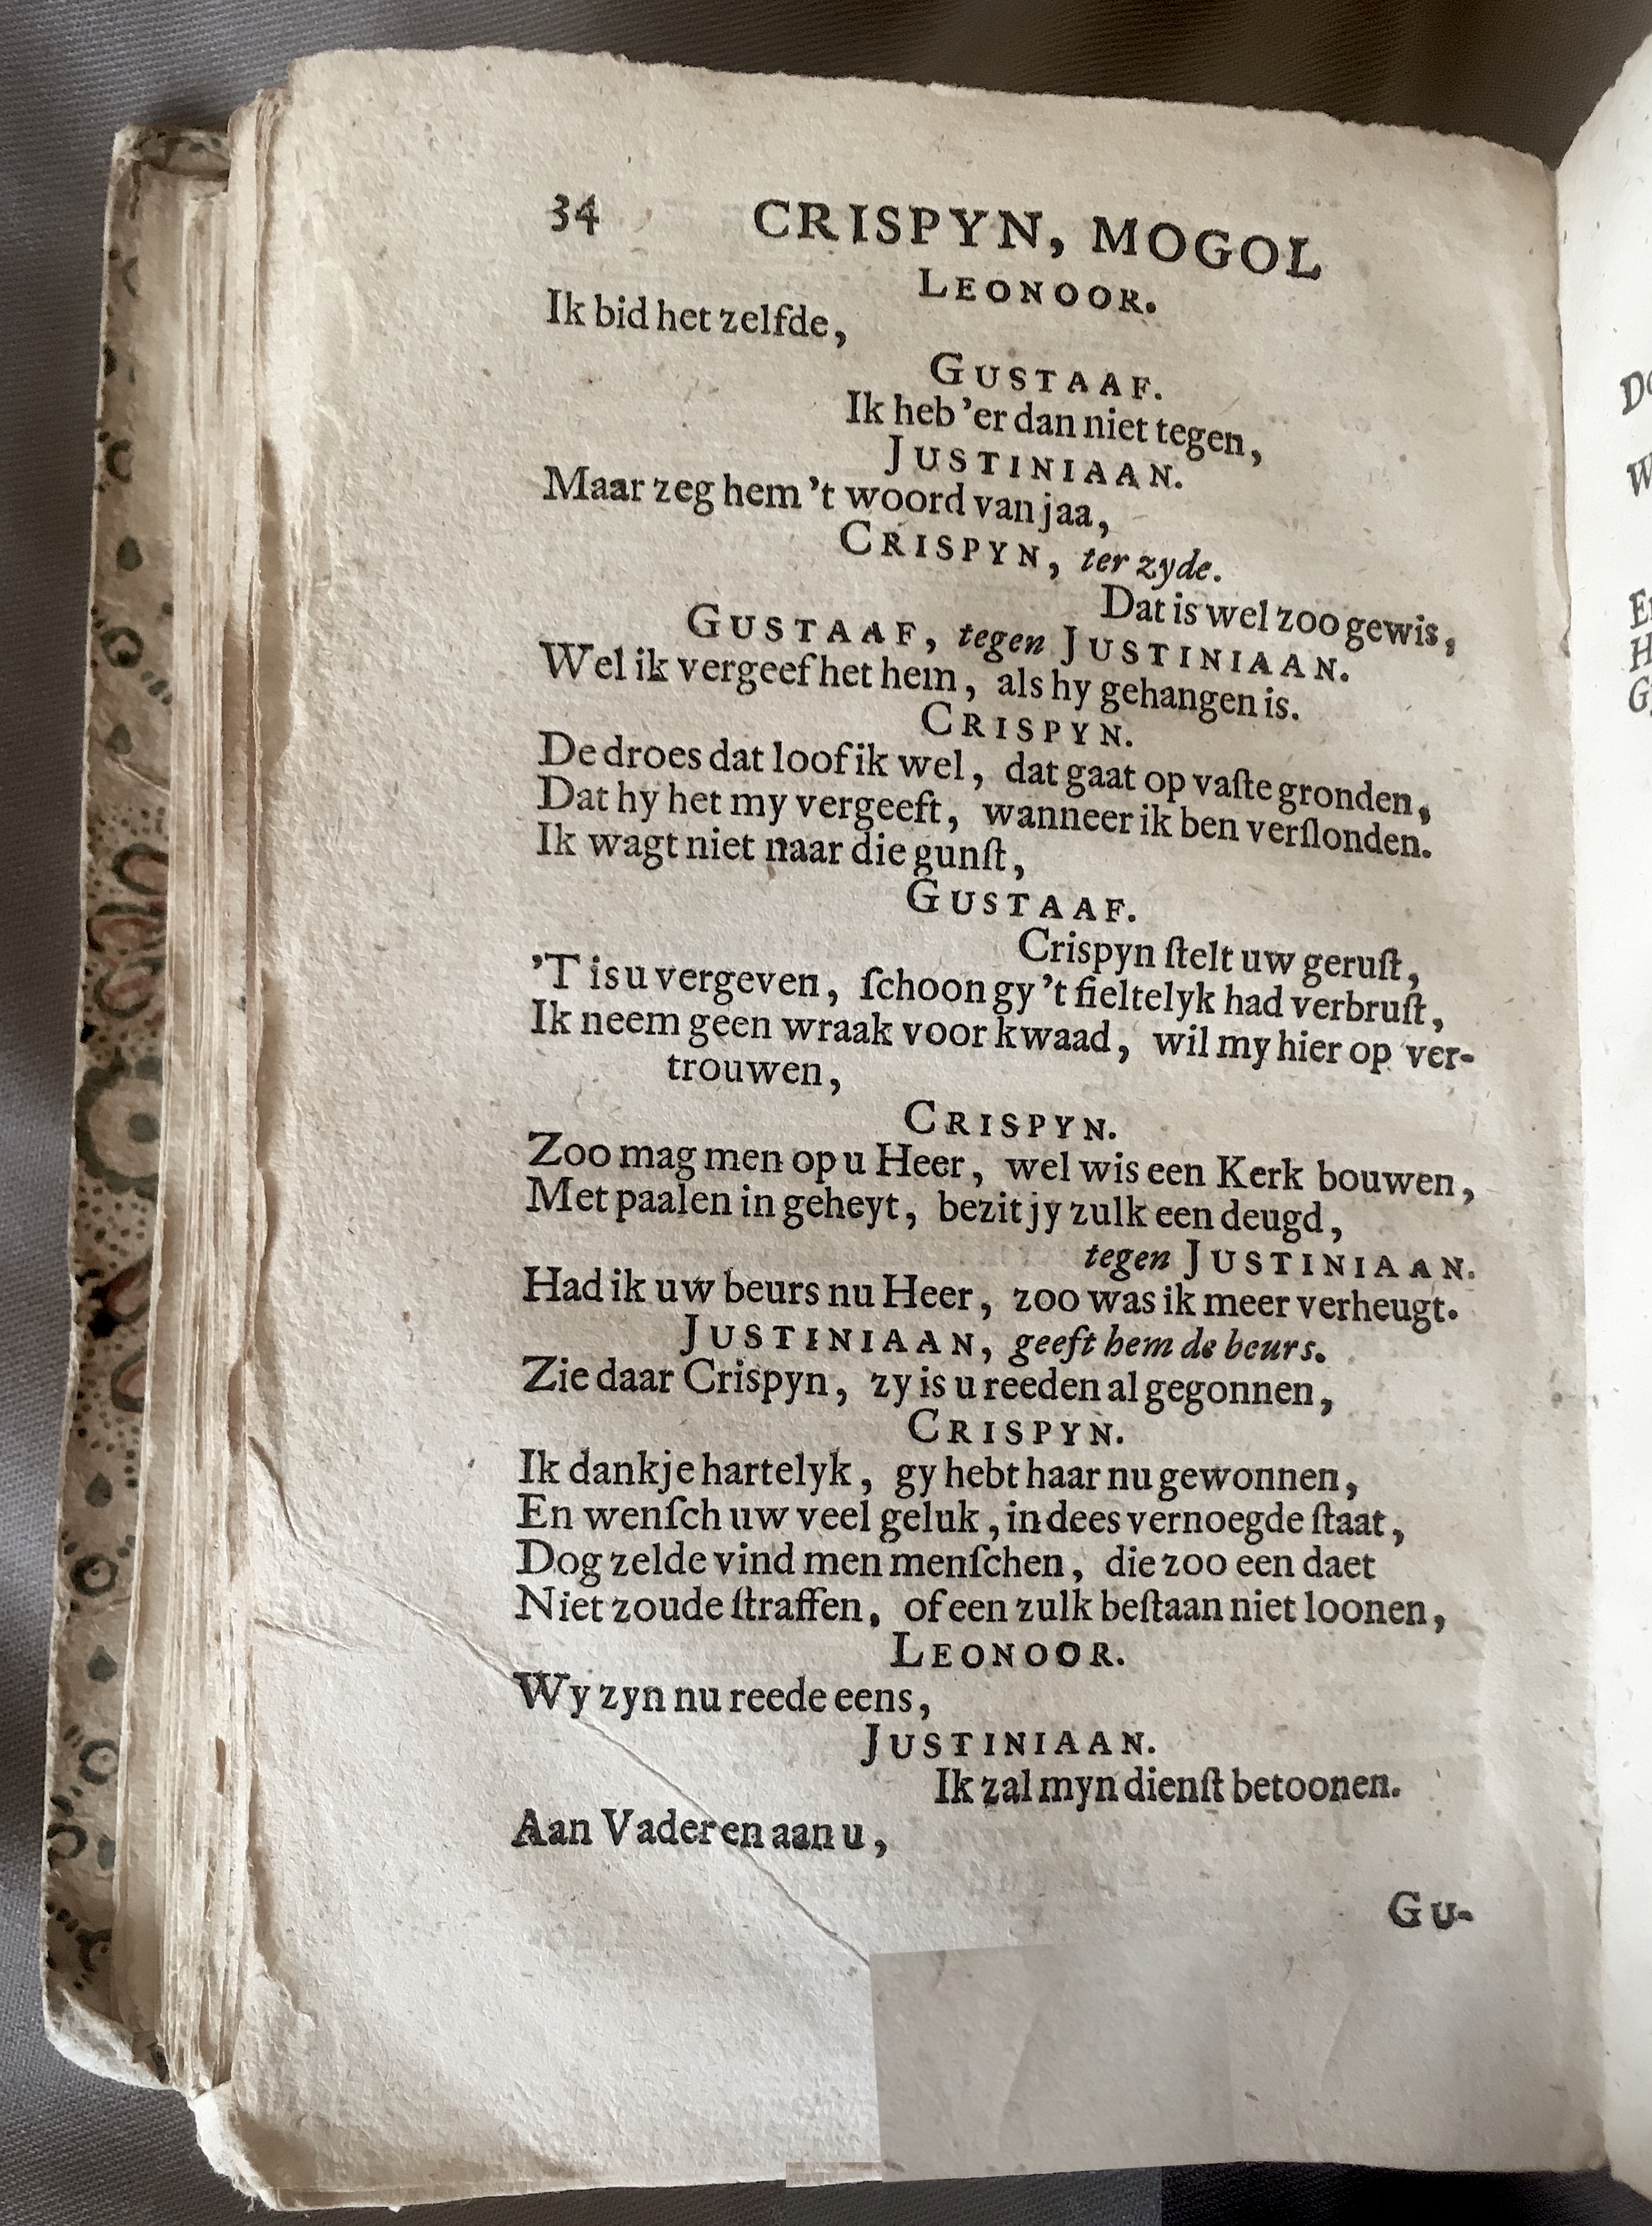 34 CRISPYN, MOGOL
LEONOOR.
Ik bid het zelfde,
GUSTAAF.
Ik heb 'er dan niet tegen,
JUSTINIAAN.
Maar zeg hem 't woord van jaa,
CRISPYN, ter zyde.
Dat is wel zoo gewis,
GUSTAAF, tegen JUSTINIAAN.
Wel ik vergeef het hem, als hy gehangen is.
CRISPYN.
De droes dat loof ik wel, dat gaat op vaſte gronden,
Dat hy het my vergeeft, wanneer ik ben verſlonden.
Ik wagt niet naar die gunſt,
GUSTAAF.
Crispyn ſtelt uw geruſt,
'T is u vergeven, ſchoon gy 't fieltelyk had verbruſt,
Ik neem geen wraak voor kwaad, wil my hier op ver-
trouwen,
CRISPYN.
Zoo mag men op u Heer, wel wis een Kerk bouwen,
Met paalen in geheyt, bezit jy zulk een deugd,
tegen JUSTINIAAN.
Had ik uw beurs nu Heer, zoo was ik meer verheugt.
JUSTINIAAN, geeft hem de beurs.
Zie daar Crispyn, zy is u reeden al gegonnen,
CRISPYN.
Ik dank je hartelyk, gy hebt haar nu gewonnen,
En wenſch uw veel geluk, in dees vernoegde ſtaat,
Dog zelde vind men menſchen, die zoo een daet
Niet zoude ſtraffen, of een zulk beſtaan niet loonen,
LEONOOR.
Wy zyn nu reede eens,
JUSTINIAAN.
Ik zal myn dienſt betoonen.
Aan Vader en aan u,
GU-